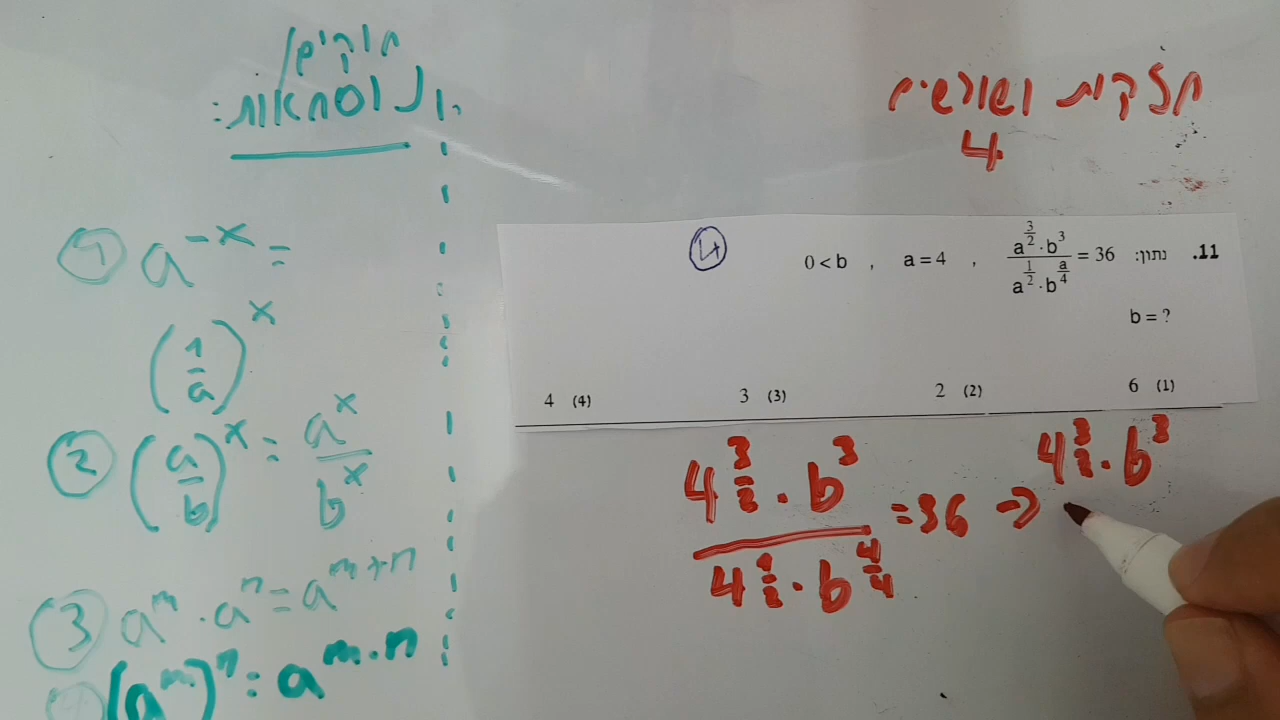 חזקות ושורשים
4
חוקים/
נוסחאות:
① a^{-x} =
(1/a)^x
② (a/b)^x = a^x / b^x
③ a^m · a^n = a^{m+n}
(a^m)^n = a^{m·n}
11. נתון: (a^{3/2} · b^3) / (a^{1/2} · b^{a/4}) = 36 , a = 4 , 0 < b
④
b = ?
(1) 6 (2) 2 (3) 3 (4) 4
(4^{3/2} · b^3) / (4^{1/2} · b^{4/4}) = 36 → 4^{3/2} · b^3